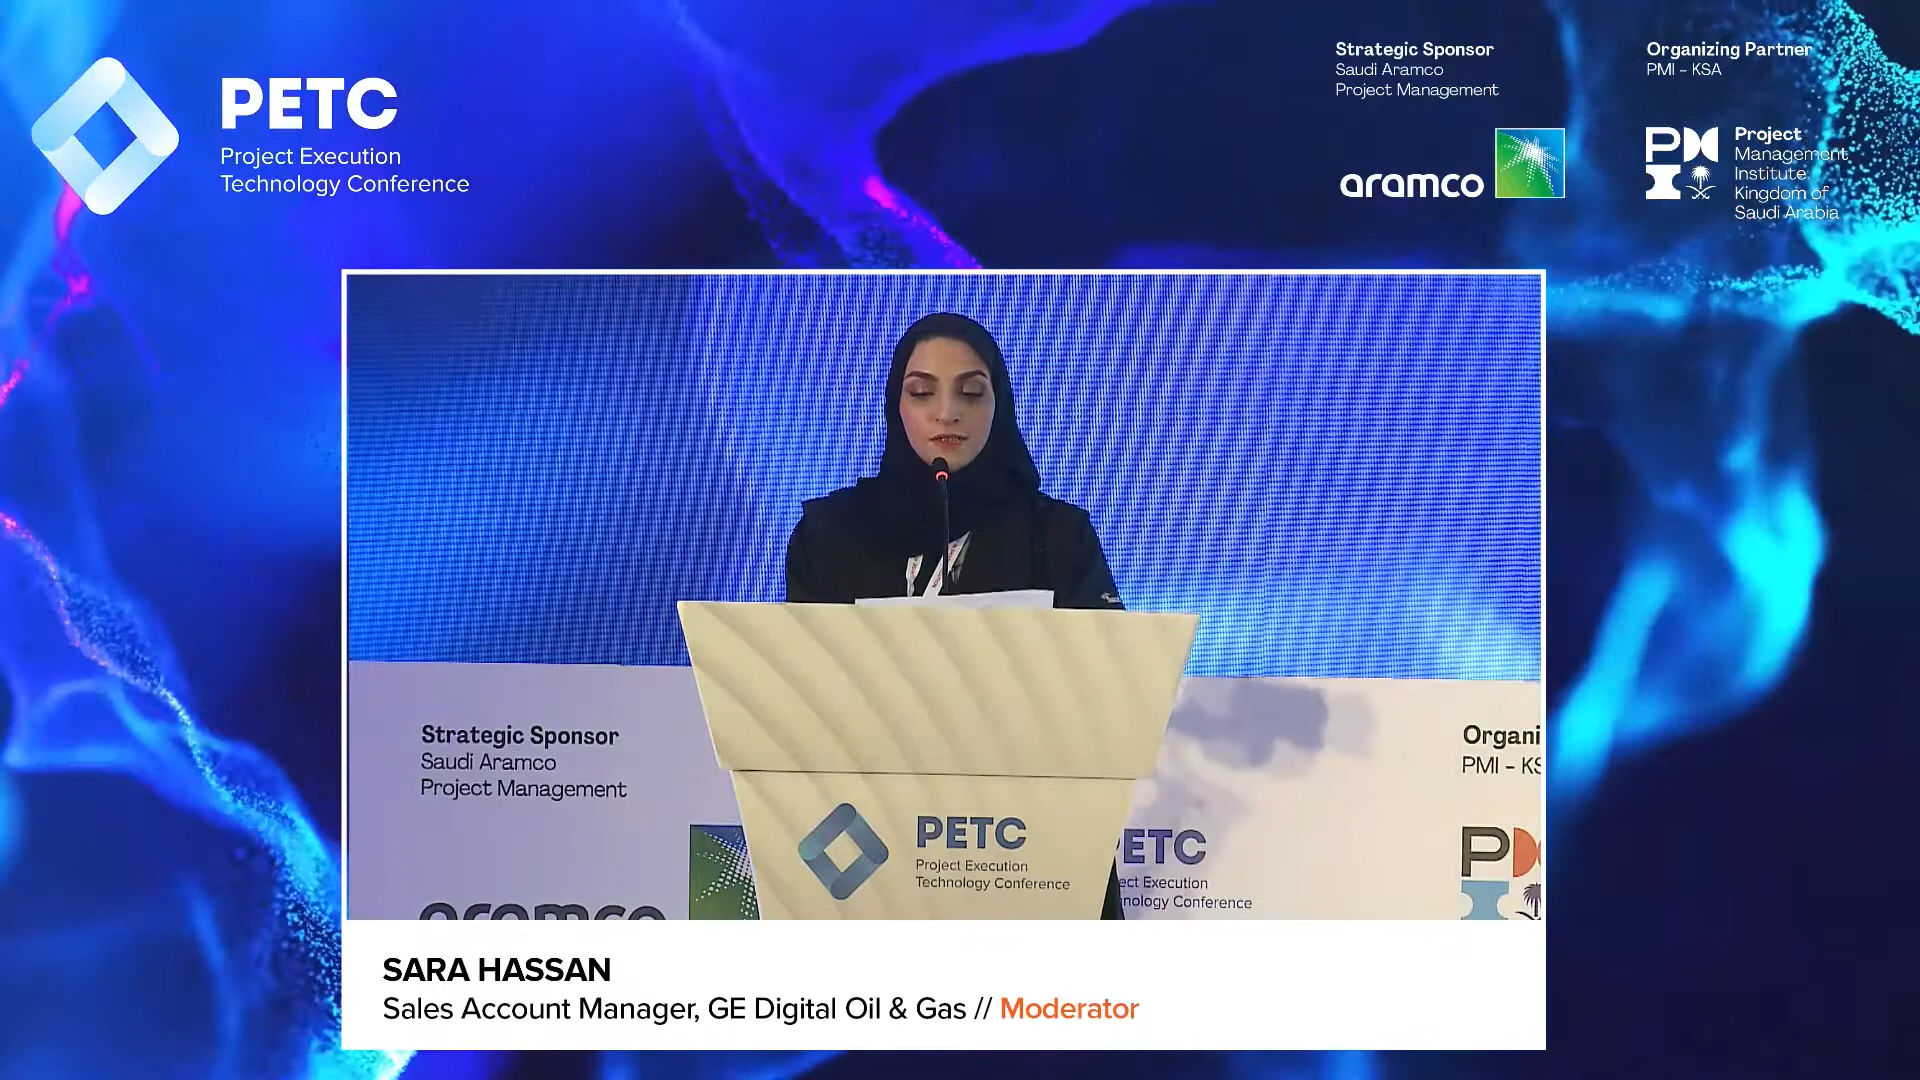 PETC
Project Execution
Technology Conference
Strategic Sponsor
Saudi Aramco
Project Management
aramco
Organizing Partner
PMI – KSA
PMI
Project
Management
Institute
Kingdom of
Saudi Arabia
Strategic Sponsor
Saudi Aramco
Project Management
aramco
PETC
Project Execution
Technology Conference
ETC
ect Execution
nology Conference
Organi
PMI – KS
P
SARA HASSAN
Sales Account Manager, GE Digital Oil & Gas // Moderator